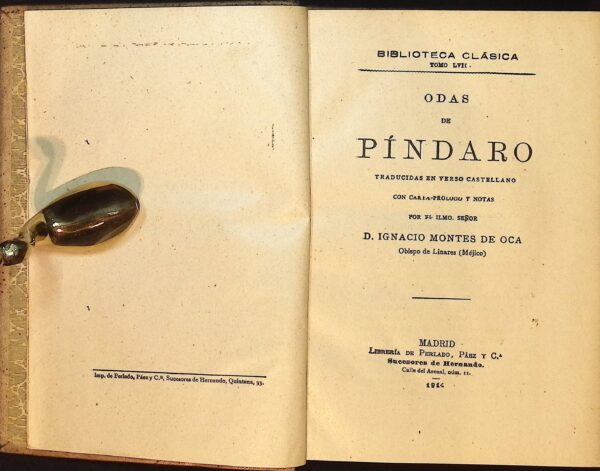 Imp. de Perlado, Páez y C.ª, Sucesores de Hernando, Quintana, 33.
BIBLIOTECA CLÁSICA
TOMO LVII
ODAS
DE
PÍNDARO
TRADUCIDAS EN VERSO CASTELLANO
CON CARTA-PRÓLOGO Y NOTAS
POR EL ILMO. SEÑOR
D. IGNACIO MONTES DE OCA
Obispo de Linares (Méjico)
MADRID
LIBRERÍA DE PERLADO, PÁEZ Y C.ª
Sucesores de Hernando.
Calle del Arenal, núm. 11.
1914